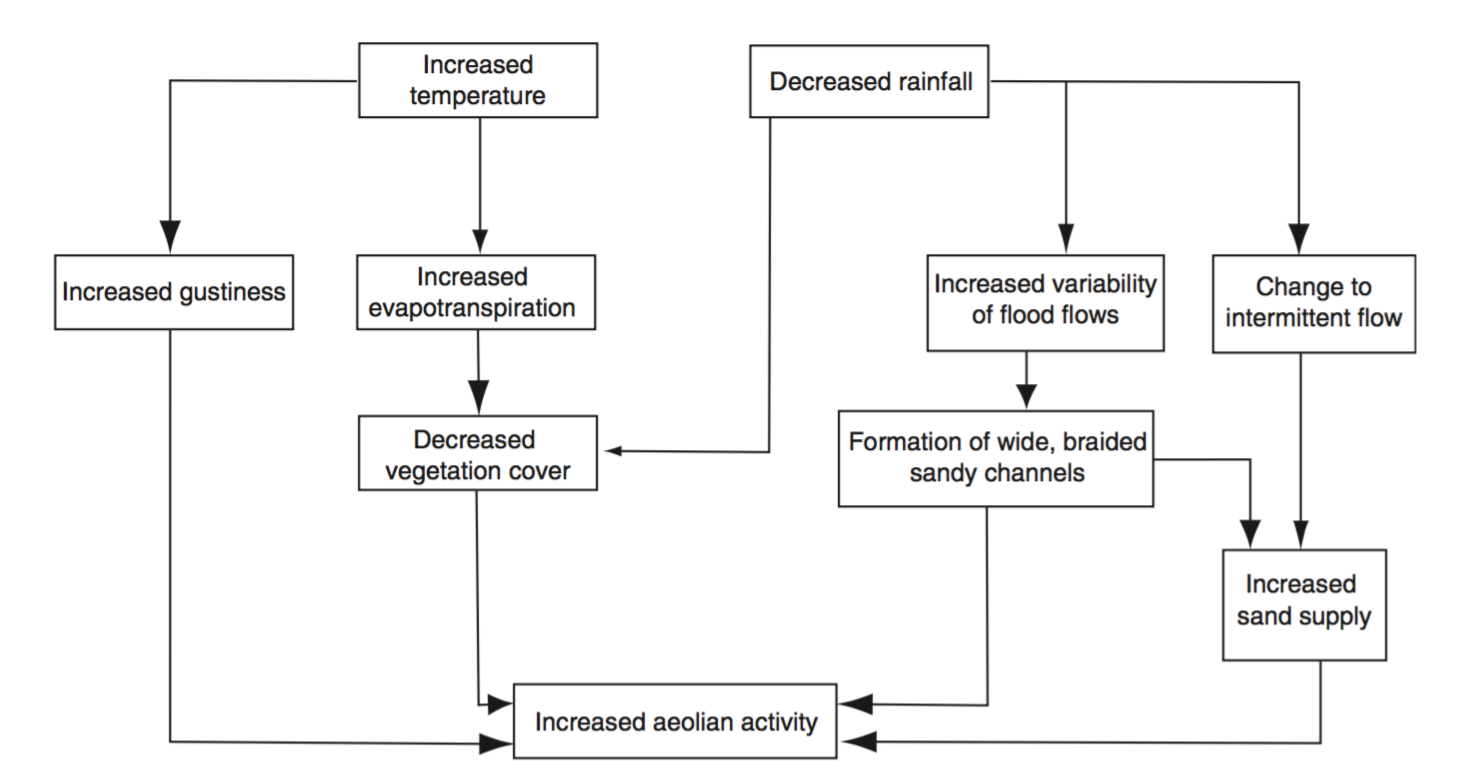 Increased
temperature
Decreased rainfall
Increased gustiness
Increased
evapotranspiration
Increased variability
of flood flows
Change to
intermittent flow
Decreased
vegetation cover
Formation of wide, braided
sandy channels
Increased
sand supply
Increased aeolian activity